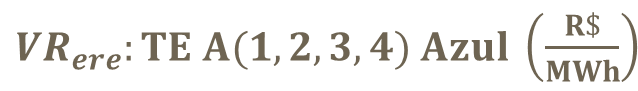 VR_ere: TE A(1, 2, 3, 4) Azul (R$/MWh)